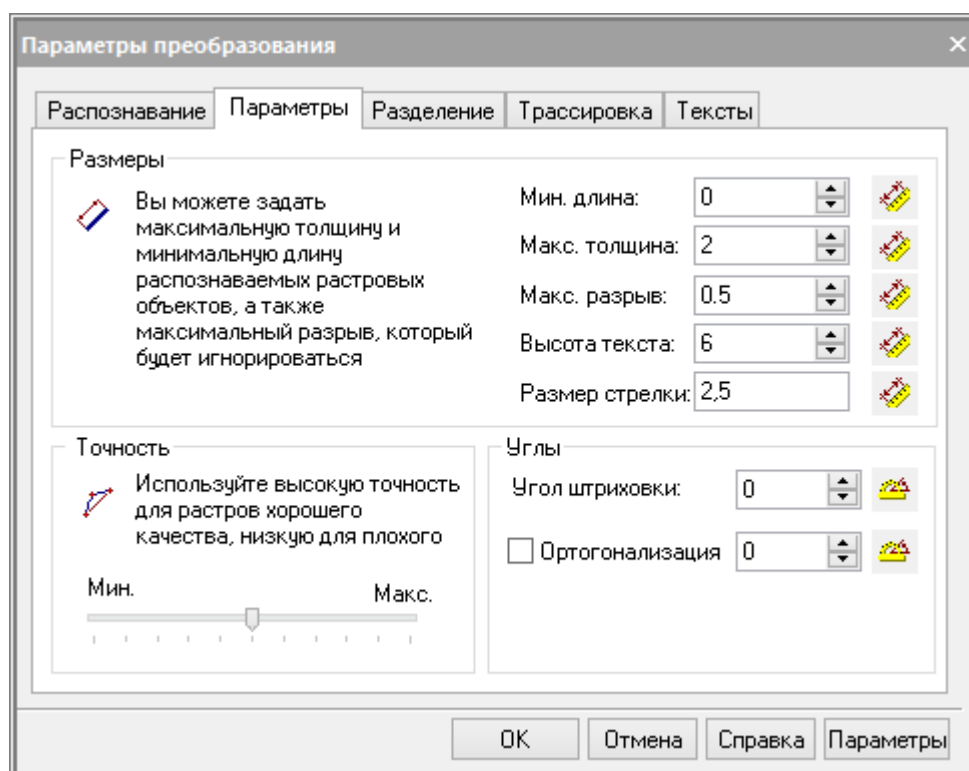 Параметры преобразования
Распознавание Параметры Разделение Трассировка Тексты
Размеры
Вы можете задать
максимальную толщину и
минимальную длину
распознаваемых растровых
объектов, а также
максимальный разрыв, который
будет игнорироваться
Мин. длина: 0
Макс. толщина: 2
Макс. разрыв: 0.5
Высота текста: 6
Размер стрелки: 2,5
Точность
Используйте высокую точность
для растров хорошего
качества, низкую для плохого
Мин. Макс.
Углы
Угол штриховки: 0
Ортогонализация 0
OK Отмена Справка Параметры